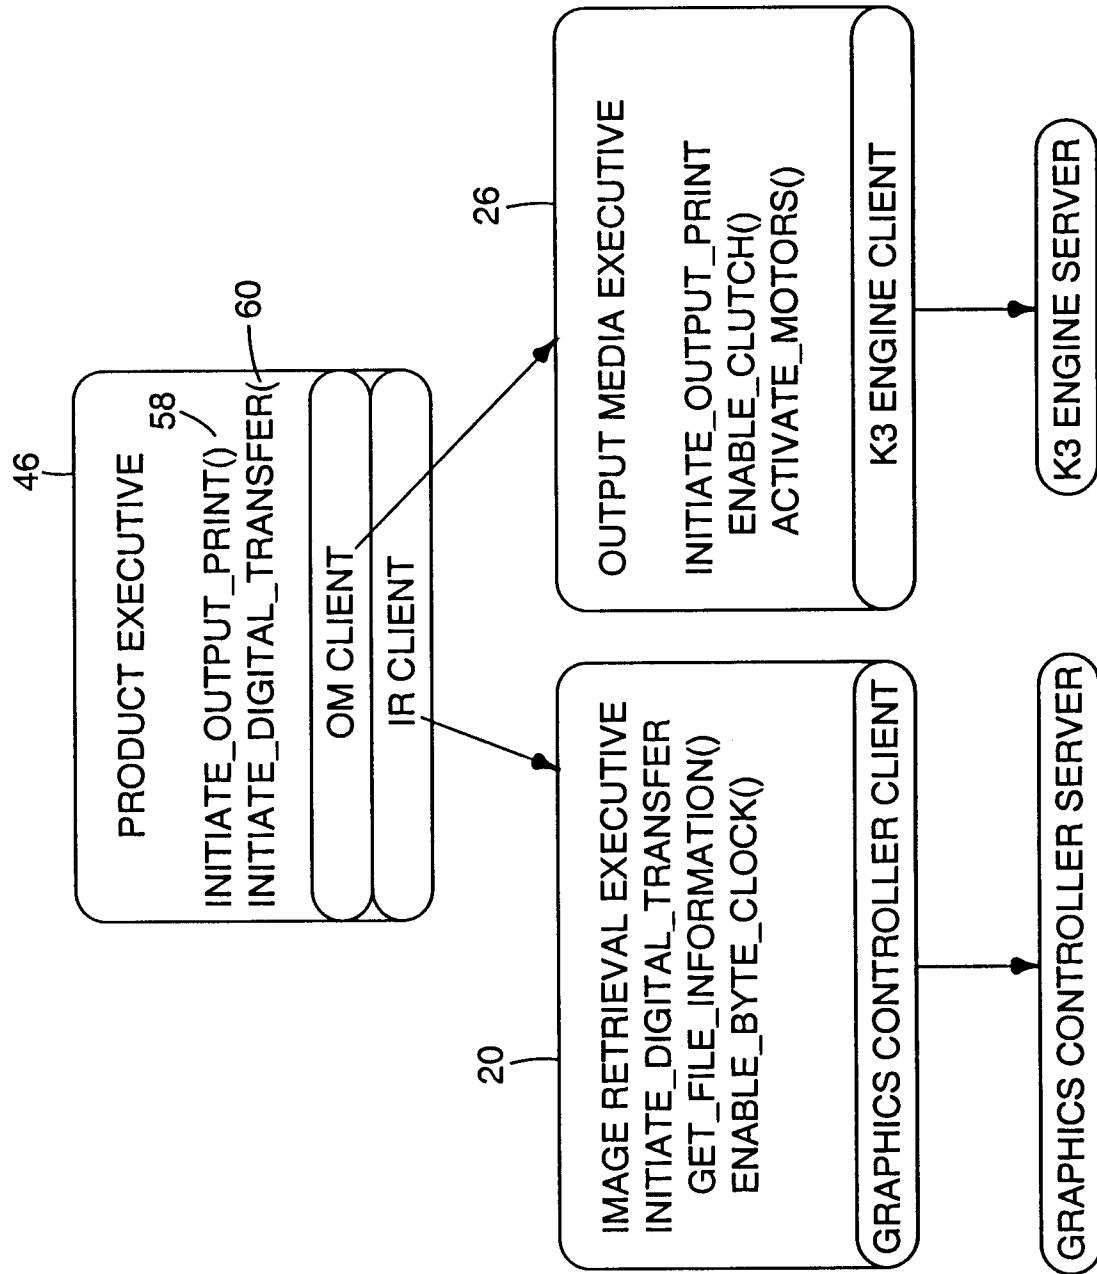 46
PRODUCT EXECUTIVE
58
INITIATE_OUTPUT_PRINT()
60
INITIATE_DIGITAL_TRANSFER(
OM CLIENT
IR CLIENT
20
IMAGE RETRIEVAL EXECUTIVE
INITIATE_DIGITAL_TRANSFER
GET_FILE_INFORMATION()
ENABLE_BYTE_CLOCK()
GRAPHICS CONTROLLER CLIENT
GRAPHICS CONTROLLER SERVER
26
OUTPUT MEDIA EXECUTIVE
INITIATE_OUTPUT_PRINT
ENABLE_CLUTCH()
ACTIVATE_MOTORS()
K3 ENGINE CLIENT
K3 ENGINE SERVER